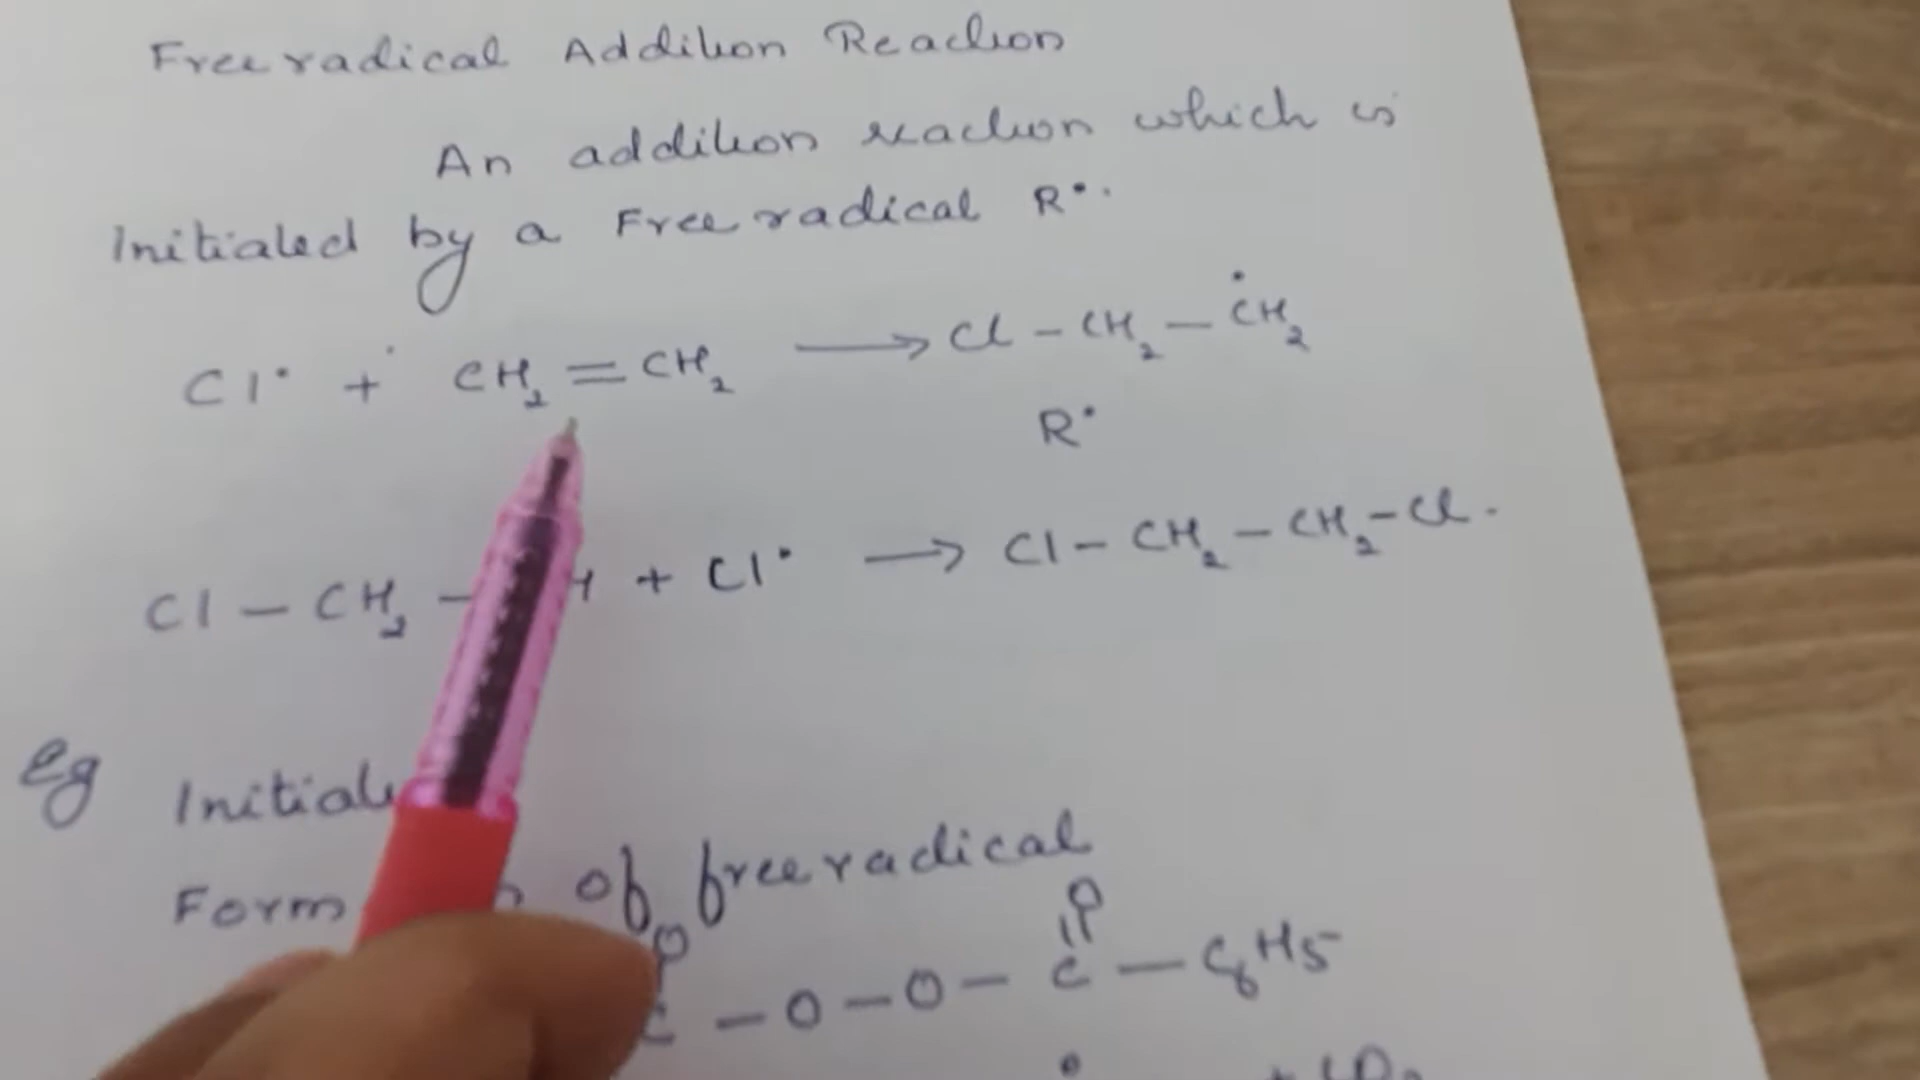 Free radical Addition Reaction
An addition reaction which is
Initiated by a Free radical R•.
Cl• + CH₂ = CH₂ ⟶ Cl – CH₂ – ĊH₂
R•
Cl – CH₂ – + Cl• ⟶ Cl – CH₂ – CH₂ – Cl.
Eg
Form of free radical
O O
C – O – O – C – C₆H₅